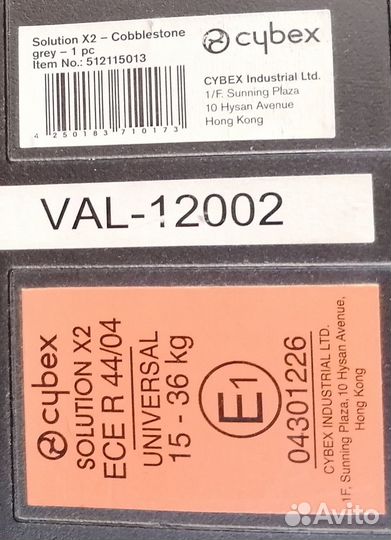 Solution X2 – Cobblestone
grey – 1 pc
Item No.: 512115013
4 250183 710173
cybex
CYBEX Industrial Ltd.
1/F. Sunning Plaza
10 Hysan Avenue
Hong Kong
VAL-12002
cybex
SOLUTION X2
ECE R 44/04
UNIVERSAL
15 - 36 kg
E1
04301226
CYBEX INDUSTRIAL LTD.
1F, Sunning Plaza, 10 Hysan Avenue,
Hong Kong
Avito